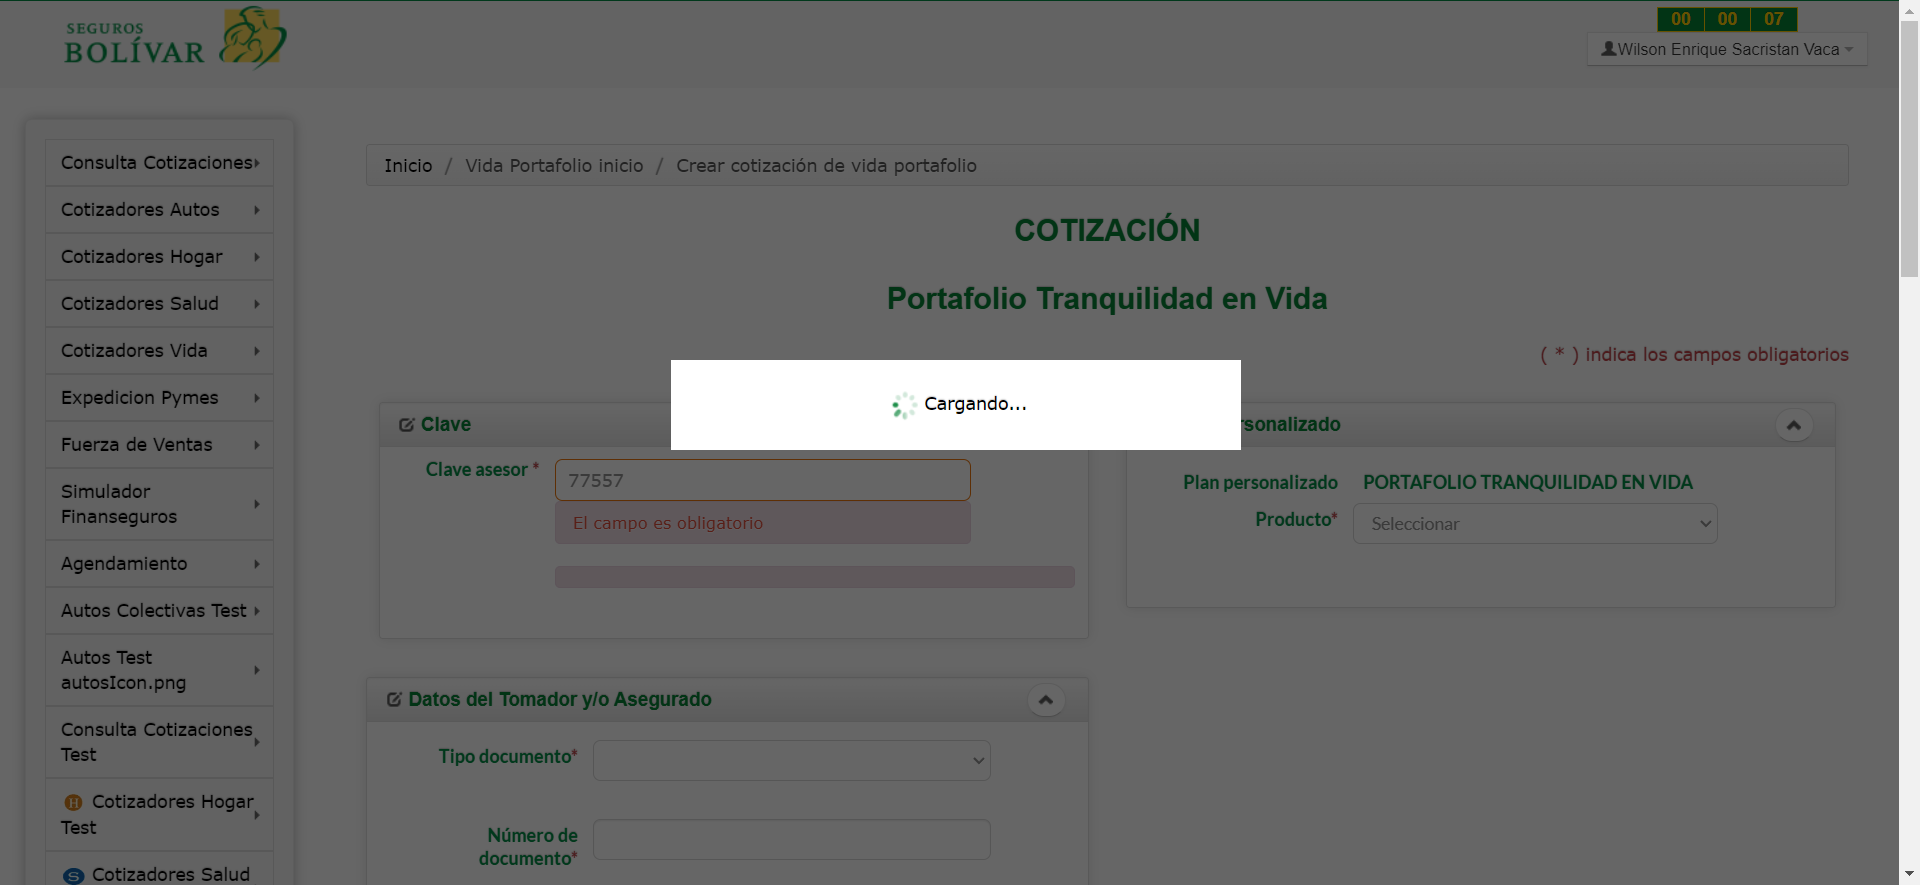 SEGUROS
BOLÍVAR
00 00 07
Wilson Enrique Sacristan Vaca
Consulta Cotizaciones
Cotizadores Autos
Cotizadores Hogar
Cotizadores Salud
Cotizadores Vida
Expedicion Pymes
Fuerza de Ventas
Simulador
Finanseguros
Agendamiento
Autos Colectivas Test
Autos Test
autosIcon.png
Consulta Cotizaciones
Test
H Cotizadores Hogar
Test
S Cotizadores Salud
Inicio / Vida Portafolio inicio / Crear cotización de vida portafolio
COTIZACIÓN
Portafolio Tranquilidad en Vida
( * ) indica los campos obligatorios
Cargando...
Clave
Clave asesor *
77557
El campo es obligatorio
sonalizado
Plan personalizado PORTAFOLIO TRANQUILIDAD EN VIDA
Producto* Seleccionar
Datos del Tomador y/o Asegurado
Tipo documento*
Número de
documento*